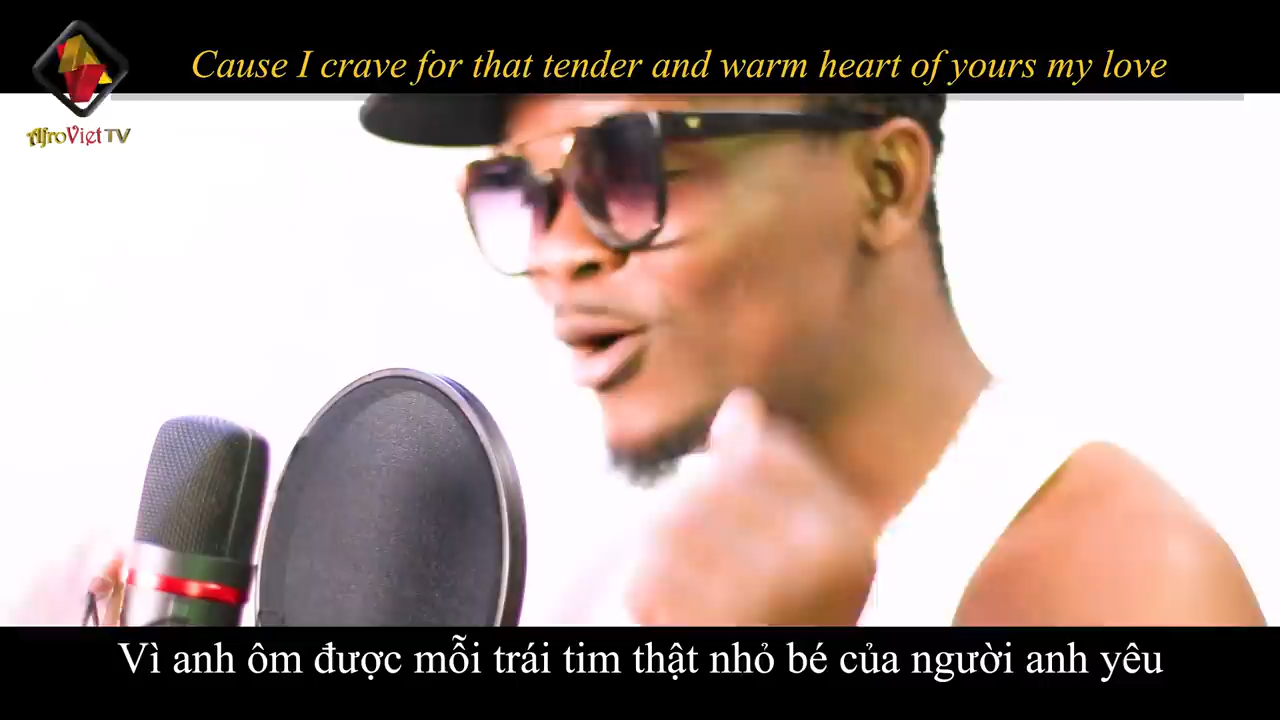 Cause I crave for that tender and warm heart of yours my love
AfroViet TV
Vì anh ôm được mỗi trái tim thật nhỏ bé của người anh yêu